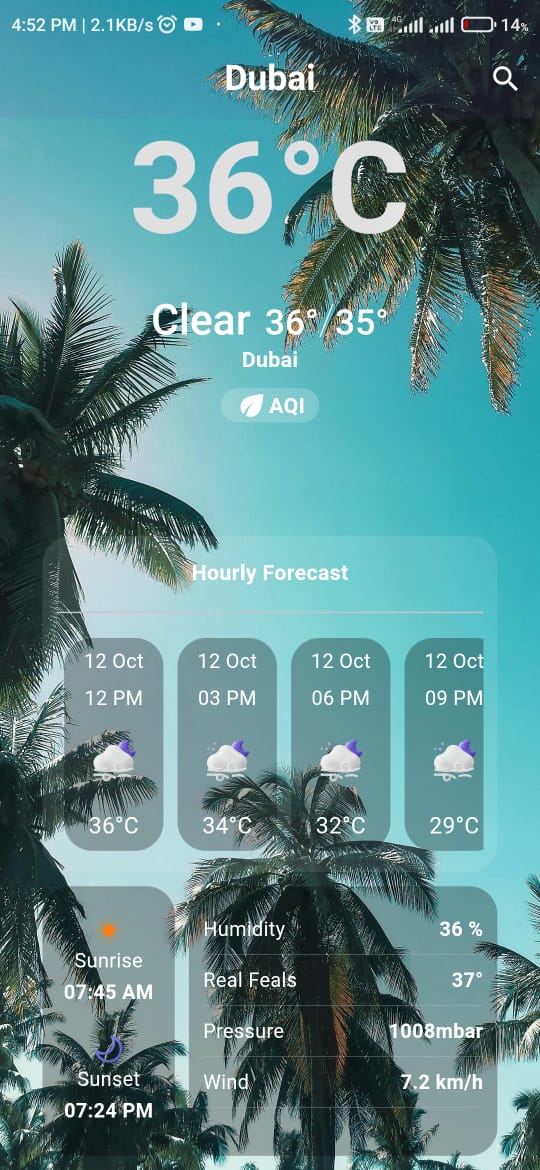 4:52 PM | 2.1KB/s
4G
14%
Dubai
36°C
Clear 36°/35°
Dubai
AQI
Hourly Forecast
12 Oct 12 Oct 12 Oct 12 Oct
12 PM 03 PM 06 PM 09 PM
36°C 34°C 32°C 29°C
Sunrise
07:45 AM
Sunset
07:24 PM
Humidity 36 %
Real Feals 37°
Pressure 1008mbar
Wind 7.2 km/h